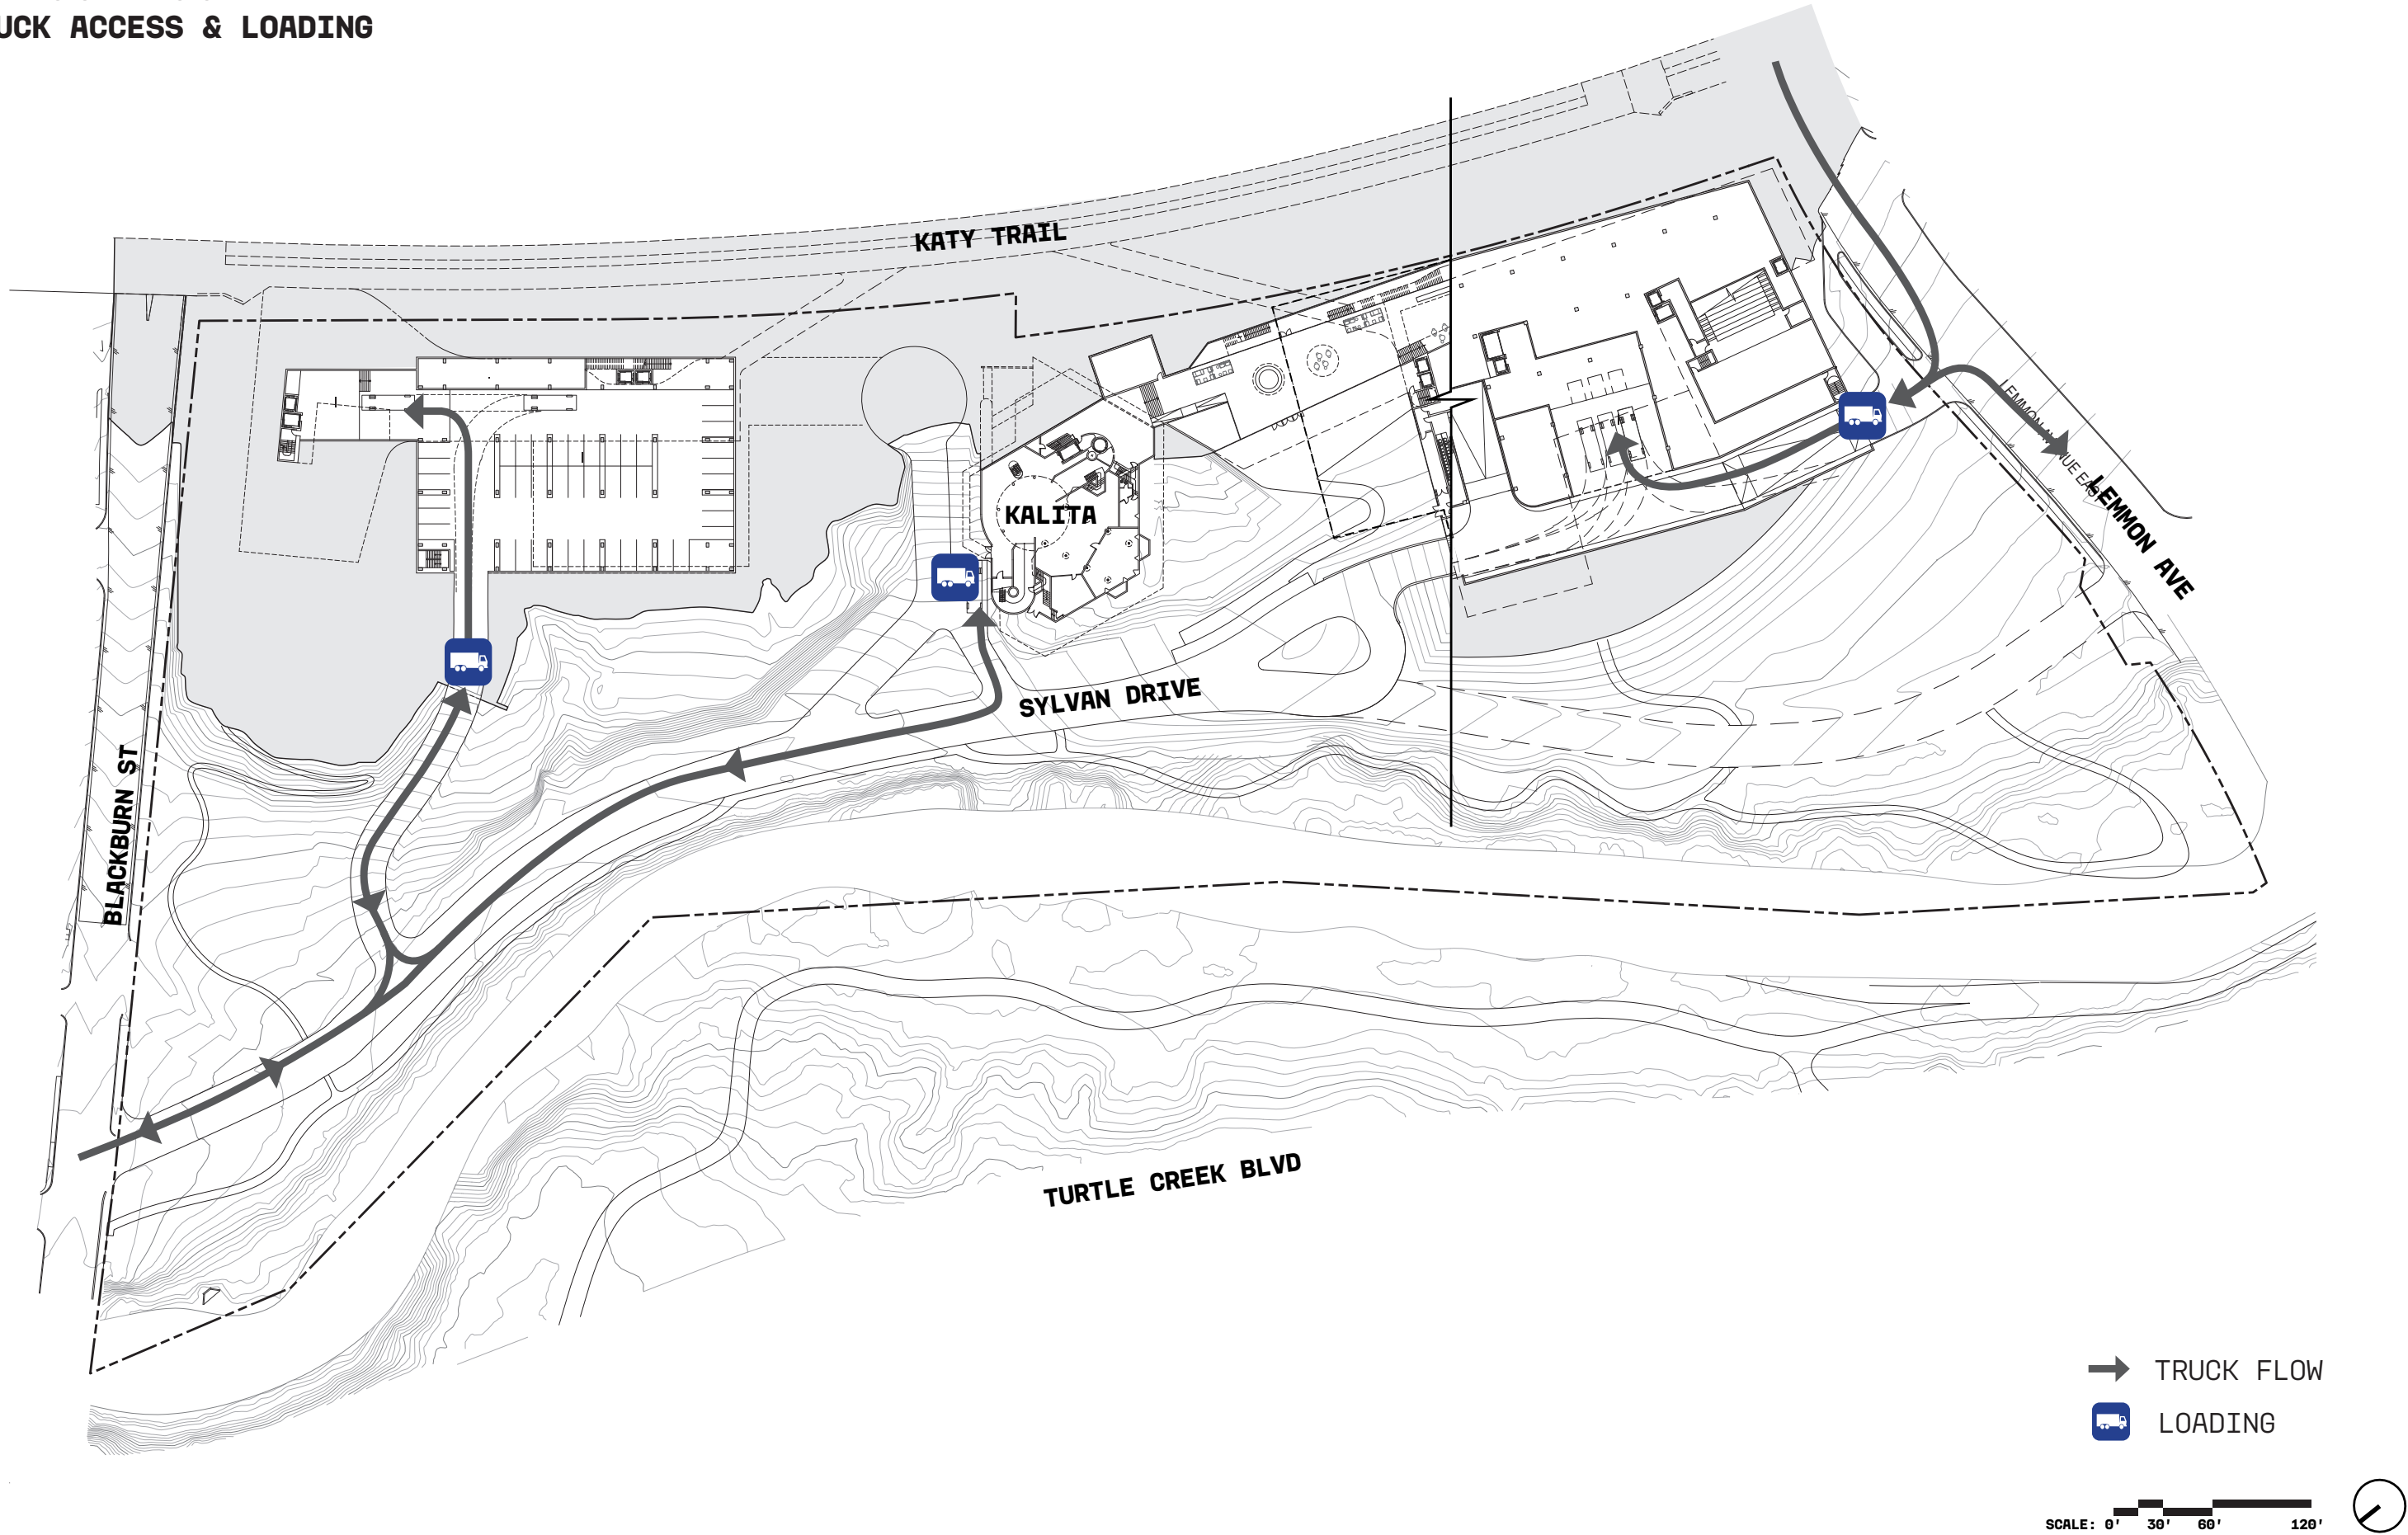 UCK ACCESS & LOADING
KATY TRAIL
KALITA
LEMMON AVE
SYLVAN DRIVE
BLACKBURN ST
TURTLE CREEK BLVD
TRUCK FLOW
LOADING
SCALE: 0' 30' 60' 120'